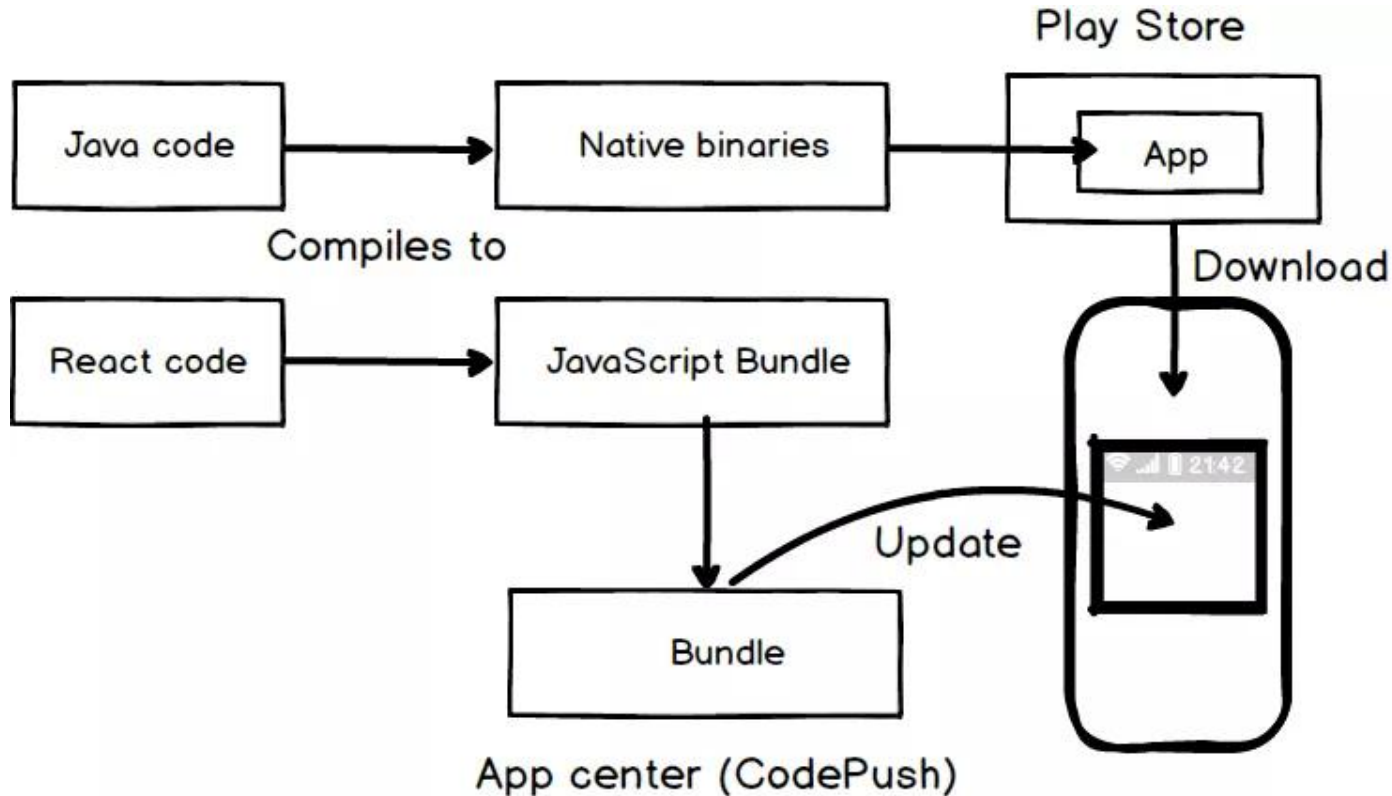 Play Store
Java code
Native binaries
App
Compiles to
Download
React code
JavaScript Bundle
21:42
Update
Bundle
App center (CodePush)